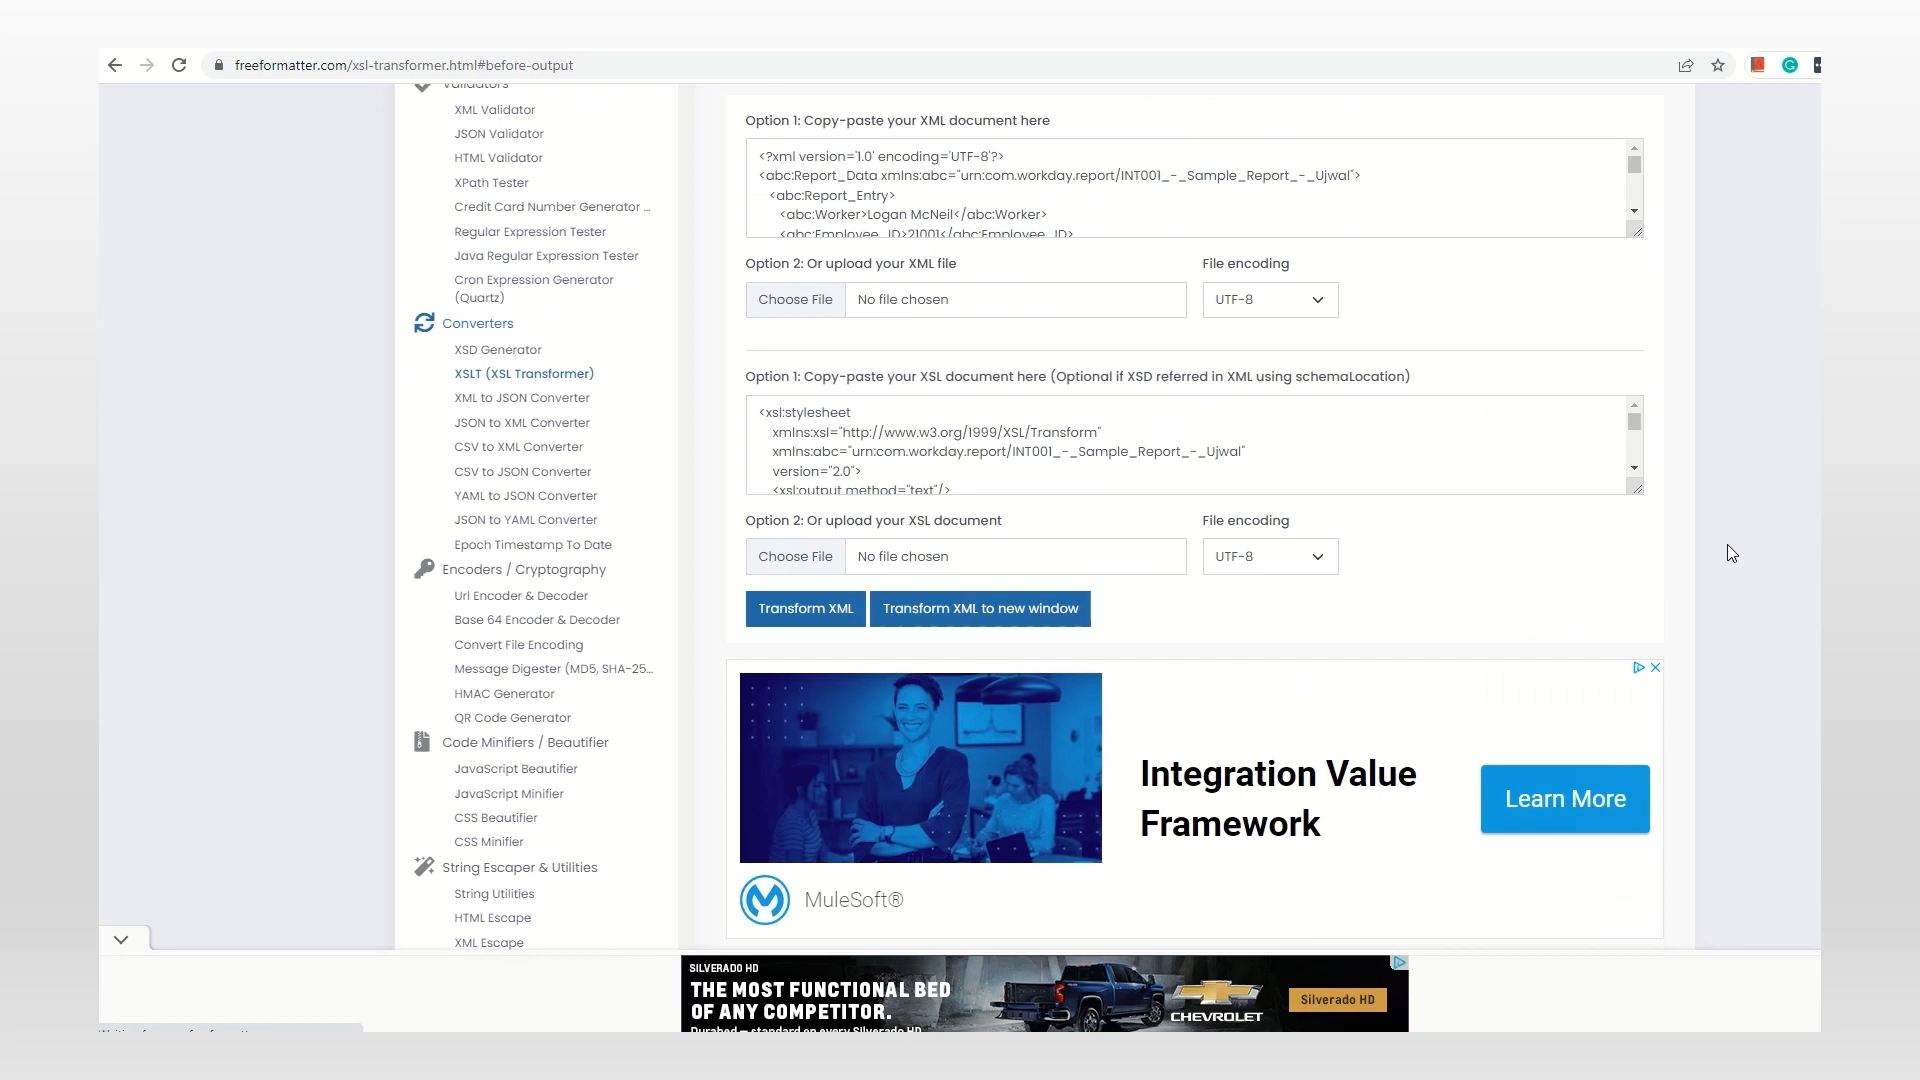 freeformatter.com/xsl-transformer.html#before-output
Validators
XML Validator
JSON Validator
HTML Validator
XPath Tester
Credit Card Number Generator ...
Regular Expression Tester
Java Regular Expression Tester
Cron Expression Generator
(Quartz)
Converters
XSD Generator
XSLT (XSL Transformer)
XML to JSON Converter
JSON to XML Converter
CSV to XML Converter
CSV to JSON Converter
YAML to JSON Converter
JSON to YAML Converter
Epoch Timestamp To Date
Encoders / Cryptography
Url Encoder & Decoder
Base 64 Encoder & Decoder
Convert File Encoding
Message Digester (MD5, SHA-25...
HMAC Generator
QR Code Generator
Code Minifiers / Beautifier
JavaScript Beautifier
JavaScript Minifier
CSS Beautifier
CSS Minifier
String Escaper & Utilities
String Utilities
HTML Escape
XML Escape
Option 1: Copy-paste your XML document here
<?xml version='1.0' encoding='UTF-8'?>
<abc:Report_Data xmlns:abc="urn:com.workday.report/INT001_-_Sample_Report_-_Ujwal">
<abc:Report_Entry>
<abc:Worker>Logan McNeil</abc:Worker>
<abc:Employee_ID>21001</abc:Employee_ID>
Option 2: Or upload your XML file
File encoding
Choose File No file chosen
UTF-8
Option 1: Copy-paste your XSL document here (Optional if XSD referred in XML using schemaLocation)
<xsl:stylesheet
xmlns:xsl="http://www.w3.org/1999/XSL/Transform"
xmlns:abc="urn:com.workday.report/INT001_-_Sample_Report_-_Ujwal"
version="2.0">
<xsl:output method="text"/>
Option 2: Or upload your XSL document
File encoding
Choose File No file chosen
UTF-8
Transform XML Transform XML to new window
Integration Value
Framework
Learn More
MuleSoft®
SILVERADO HD
THE MOST FUNCTIONAL BED
OF ANY COMPETITOR.
Durabed — standard on every Silverado HD
CHEVROLET
Silverado HD